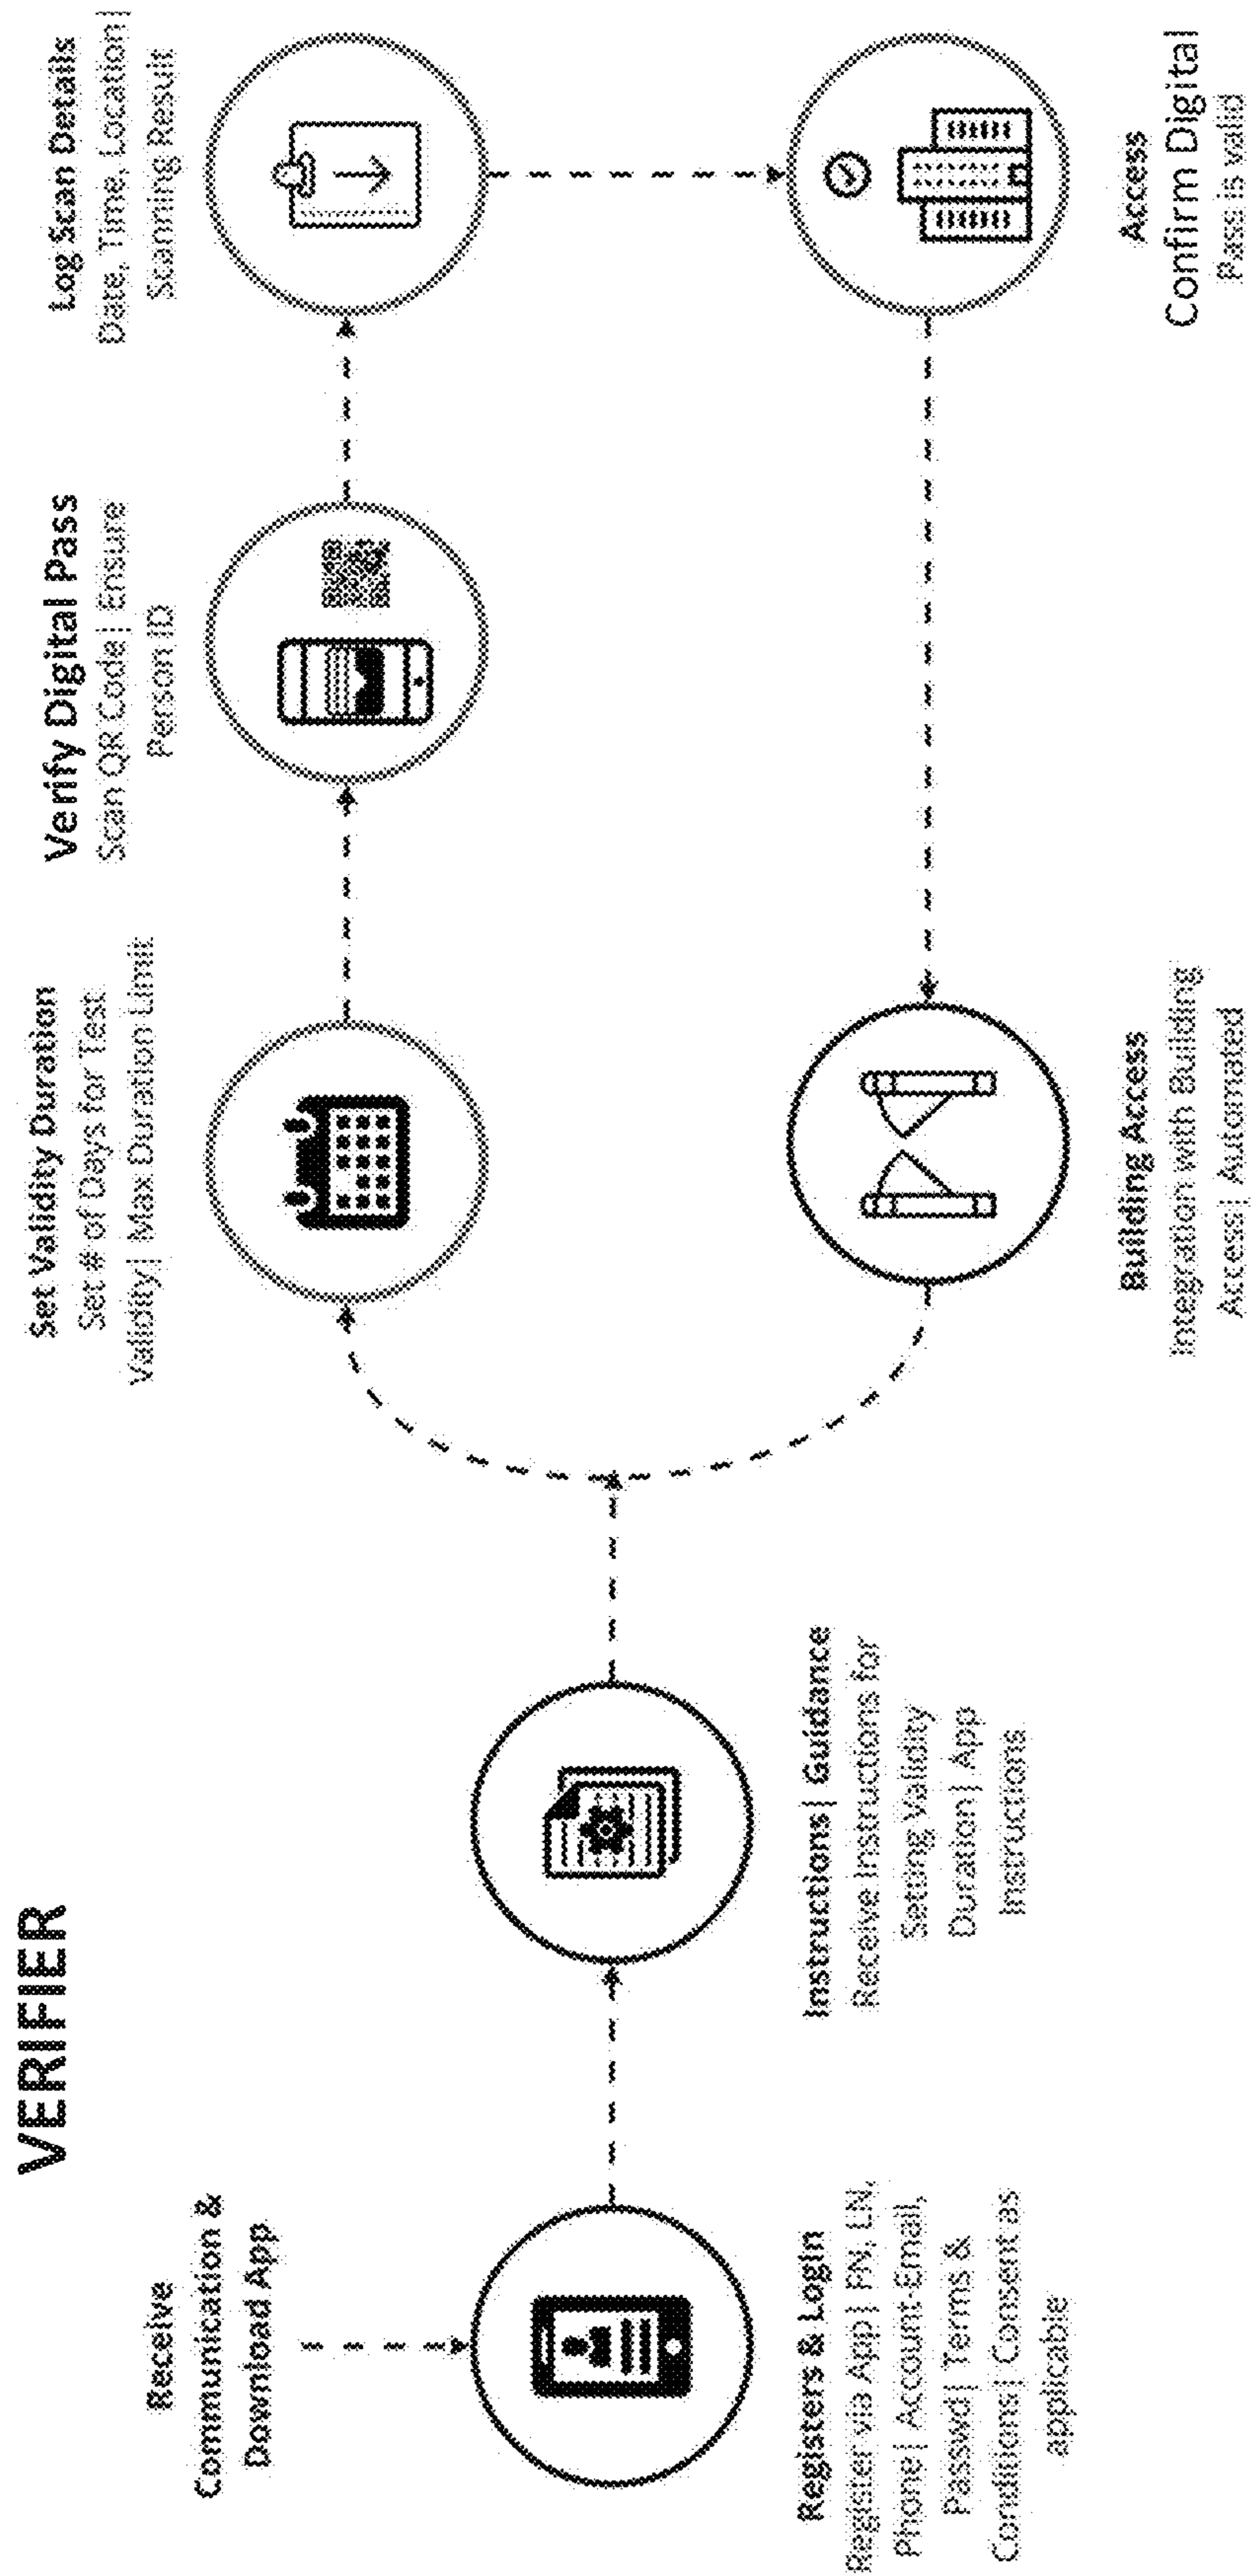 VERIFIER
Receive
Communication &
Download App
Registers & Login
Register via App| FN, LN,
Phone| Account-Email,
Passwd| Terms &
Conditions| Consent as
applicable
Instructions| Guidance
Receive Instructions for
Setting Validity
Duration| App
Instructions
Set Validity Duration
Set # of Days for Test
Validity| Max Duration Limit
Verify Digital Pass
Scan QR Code| Ensure
Person ID
Log Scan Details
Date, Time, Location|
Scanning Result
Building Access
Integration with Building
Access| Automated
Access
Confirm Digital
Pass is valid